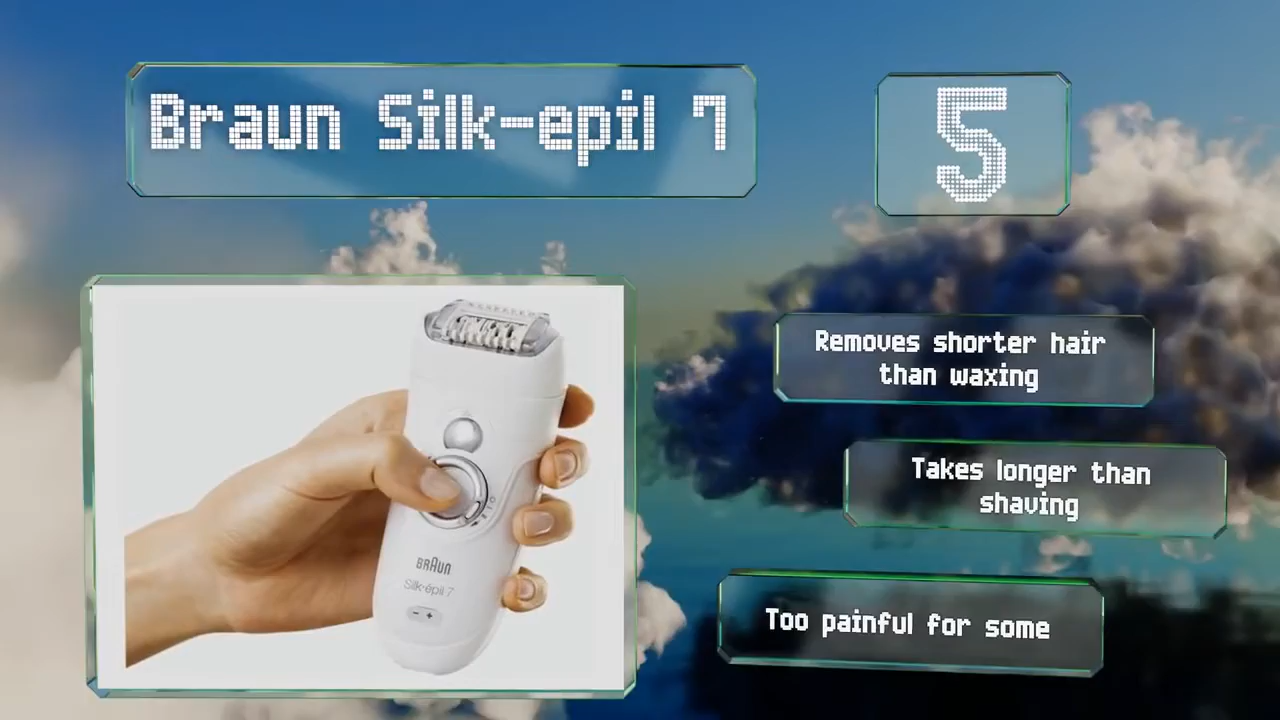 Braun Silk-epil 7
5
Removes shorter hair
than waxing
Takes longer than
shaving
Too painful for some
BRAUN
Silk·épil 7
- +